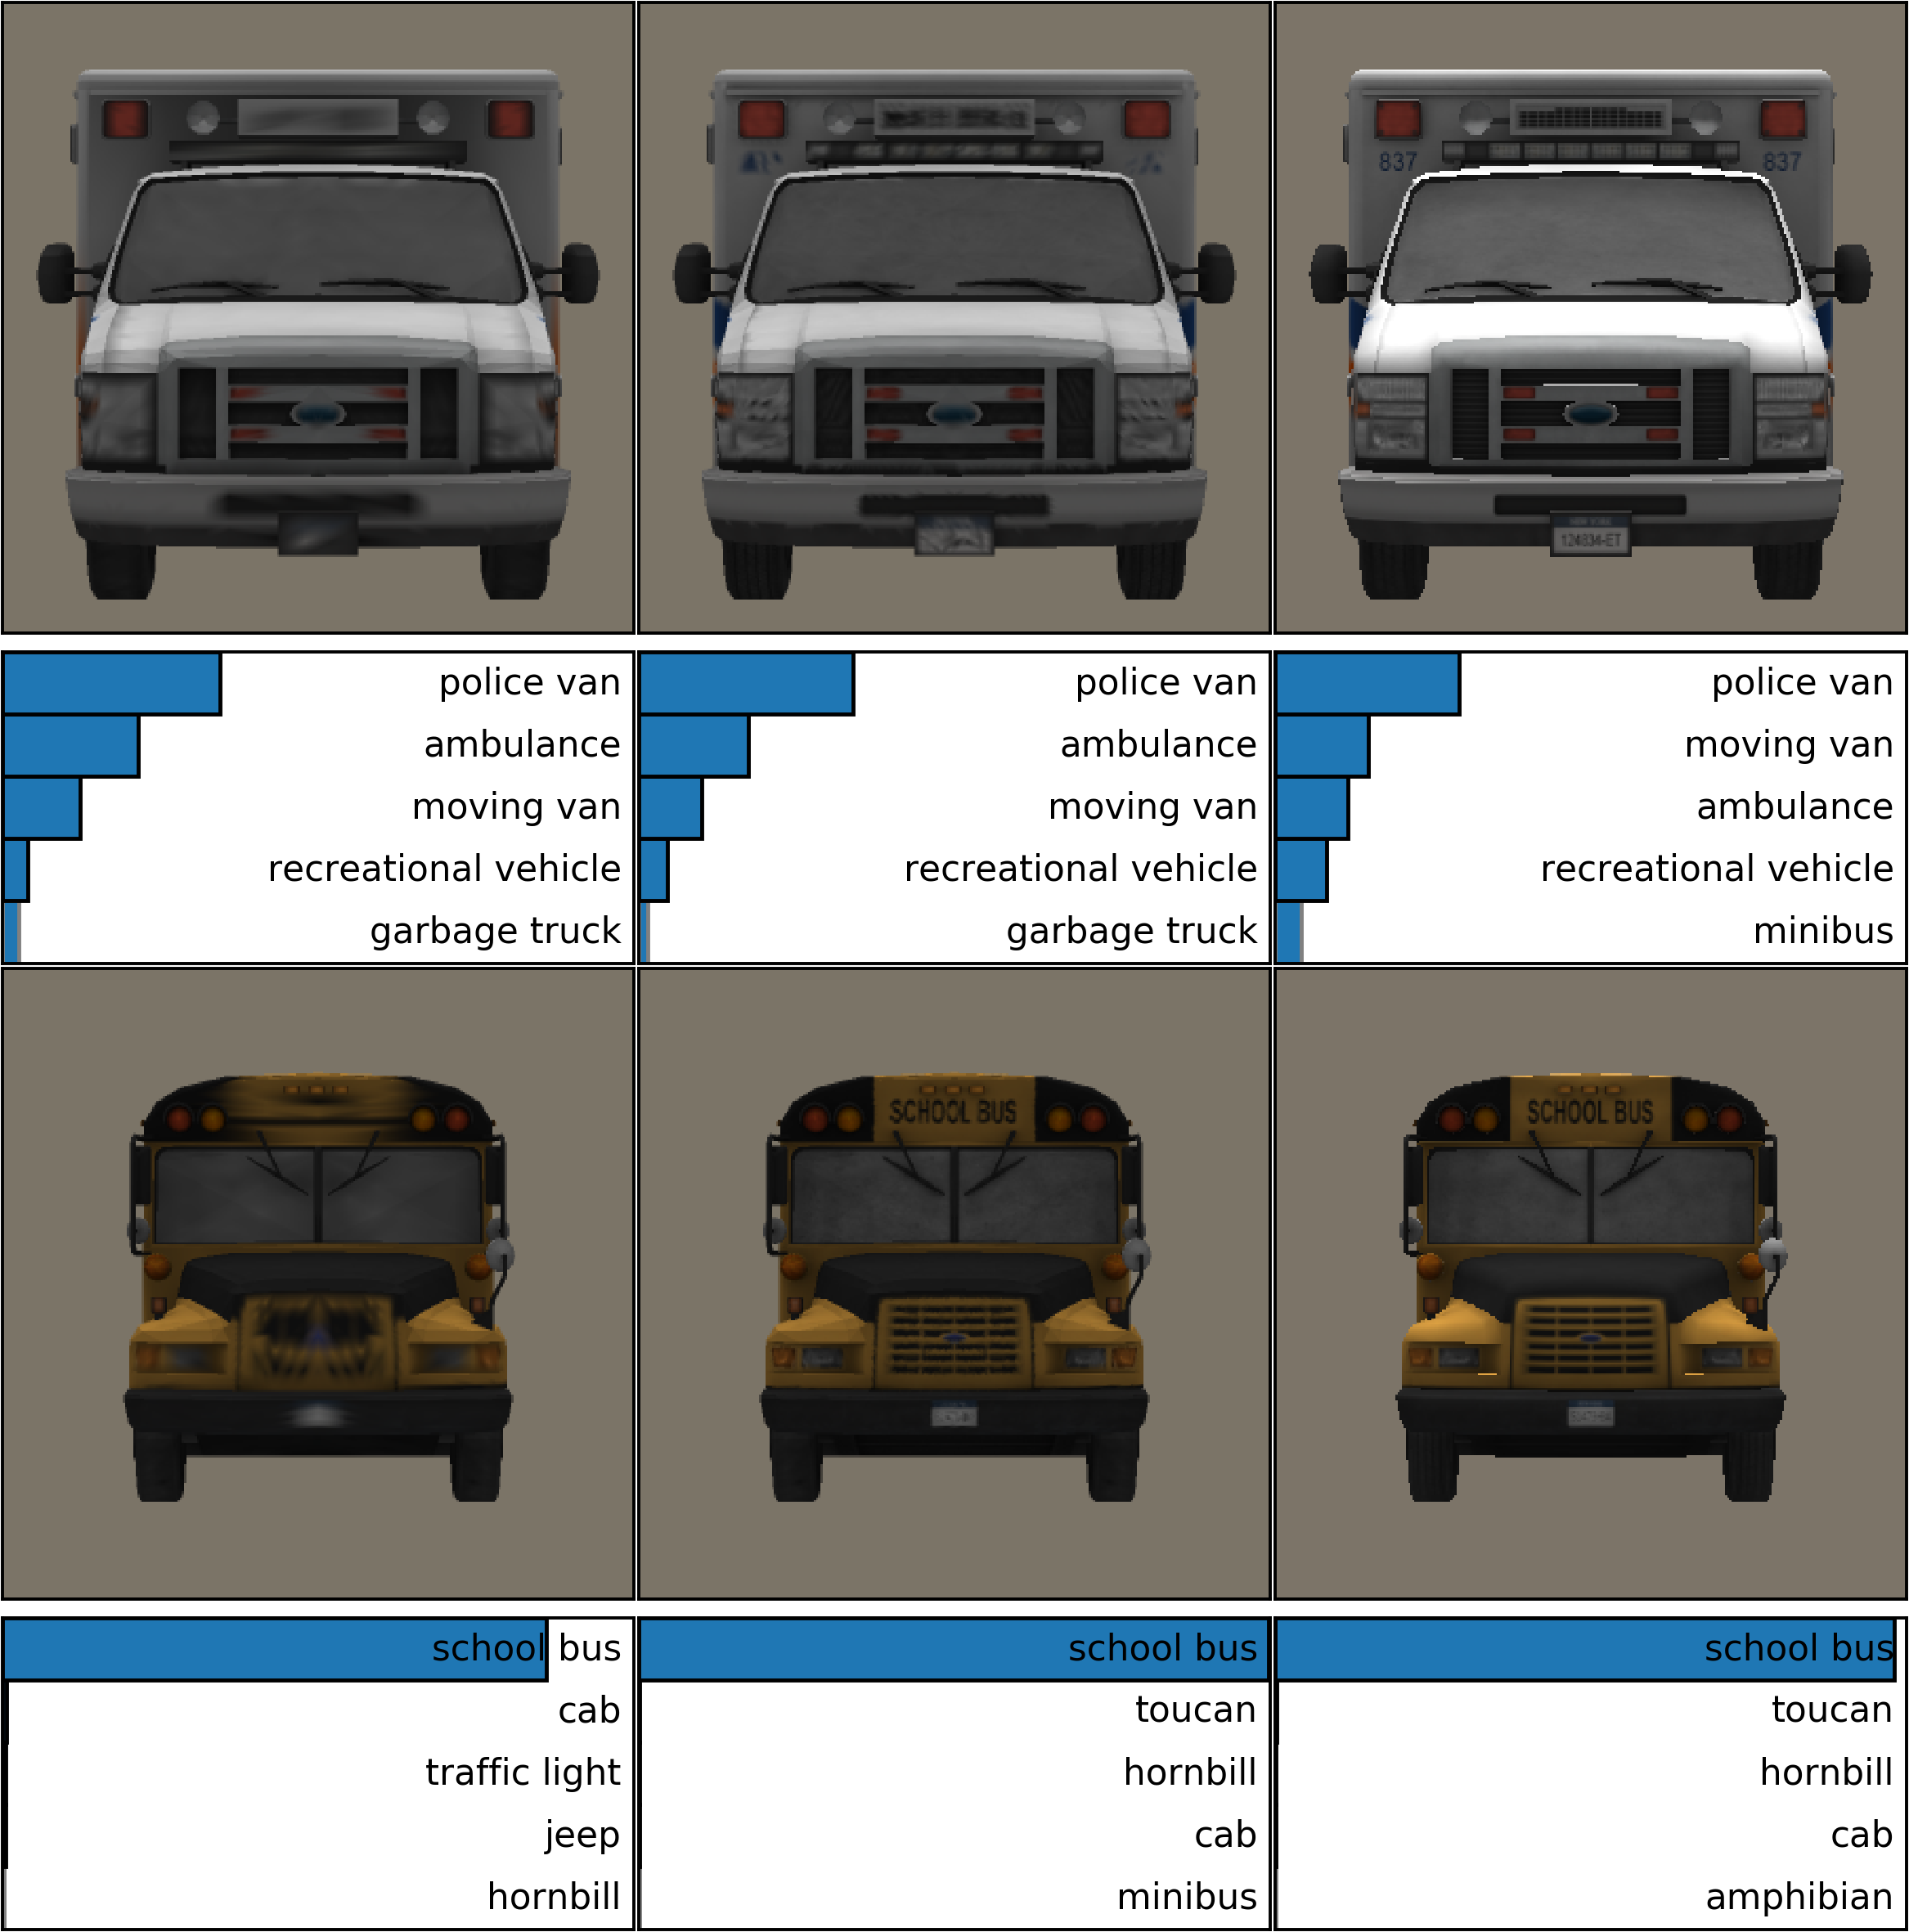 837 837
124834-ET
police van police van police van
ambulance ambulance moving van
moving van moving van ambulance
recreational vehicle recreational vehicle recreational vehicle
garbage truck garbage truck minibus
SCHOOL BUS SCHOOL BUS
school bus school bus school bus
cab toucan toucan
traffic light hornbill hornbill
jeep cab cab
hornbill minibus amphibian